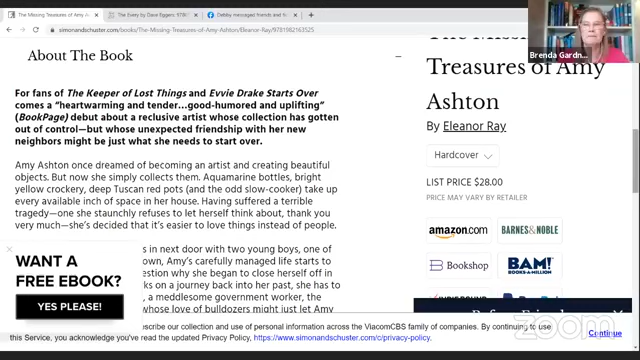 The Missing Treasures of Amy A
The Every by Dave Eggers: 9780
Debby messaged friends and
simonandschuster.com/books/The-Missing-Treasures-of-Amy-Ashton/Eleanor-Ray/9781982163525
Brenda Gardn...
About The Book
For fans of The Keeper of Lost Things and Evvie Drake Starts Over
comes a “heartwarming and tender...good-humored and uplifting”
(BookPage) debut about a reclusive artist whose collection has gotten
out of control—but whose unexpected friendship with her new
neighbors might be just what she needs to start over.
Amy Ashton once dreamed of becoming an artist and creating beautiful
objects. But now she simply collects them. Aquamarine bottles, bright
yellow crockery, deep Tuscan red pots (and the odd slow-cooker) take up
every available inch of space in her house. Having suffered a terrible
tragedy—one she staunchly refuses to let herself think about, thank you
very much—she’s decided that it’s easier to love things instead of people.
s in next door with two young boys, one of
own, Amy’s carefully managed life starts to
estion why she began to close herself off in
ks on a journey back into her past, she has to
, a meddlesome government worker, the
whose love of bulldozers might just let Amy
WANT A
FREE EBOOK?
YES PLEASE!
Treasures of Amy
Ashton
By Eleanor Ray
Hardcover
LIST PRICE $28.00
PRICE MAY VARY BY RETAILER
amazon.com
BARNES&NOBLE
Bookshop
BAM!
BOOKS-A-MILLION
scribe our collection and use of personal information across the ViacomCBS family of companies. By continuing to use
this Service, you acknowledge you've read the updated Privacy Policy, https://www.simonandschuster.com/c/privacy-policy.
Continue
zoom